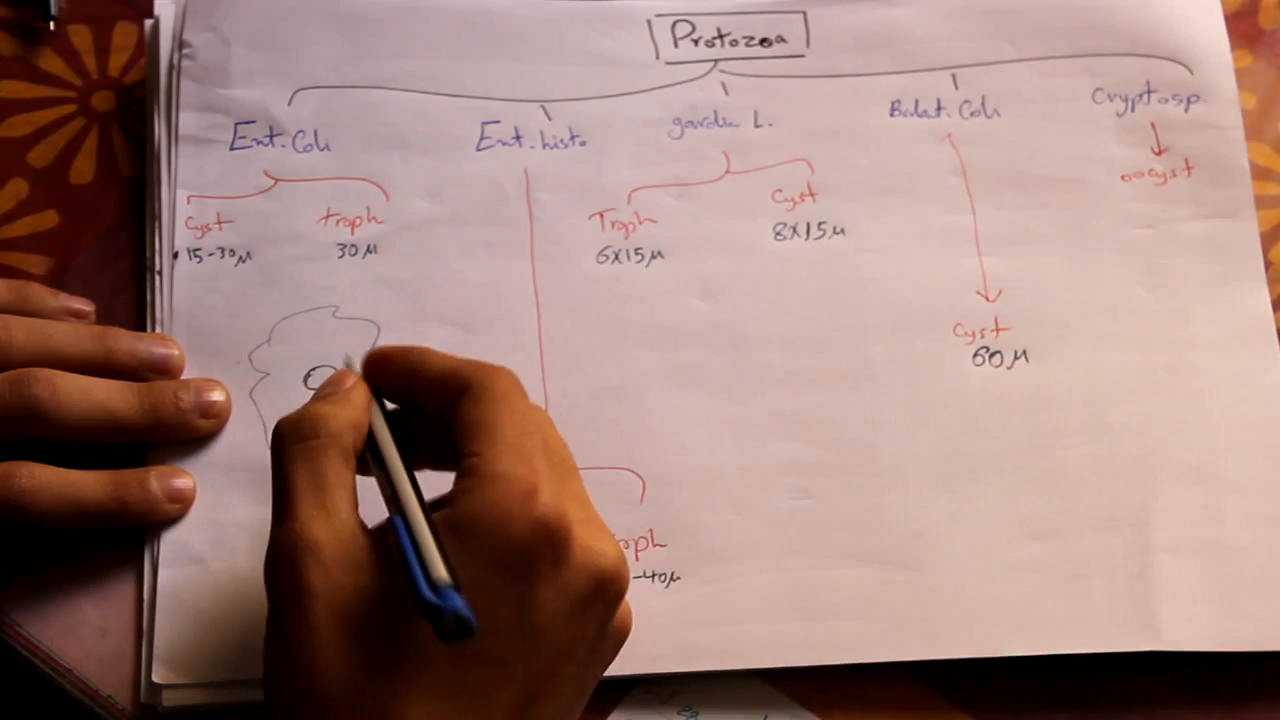 Protozoa
Ent. Coli
Ent. histo
gardia L.
Balat. Coli
Cryptosp.
Cyst
troph
15-30μ
30μ
Troph
Cyst
6X15μ
8X15μ
oocyst
Cyst
60μ
oph
-40μ